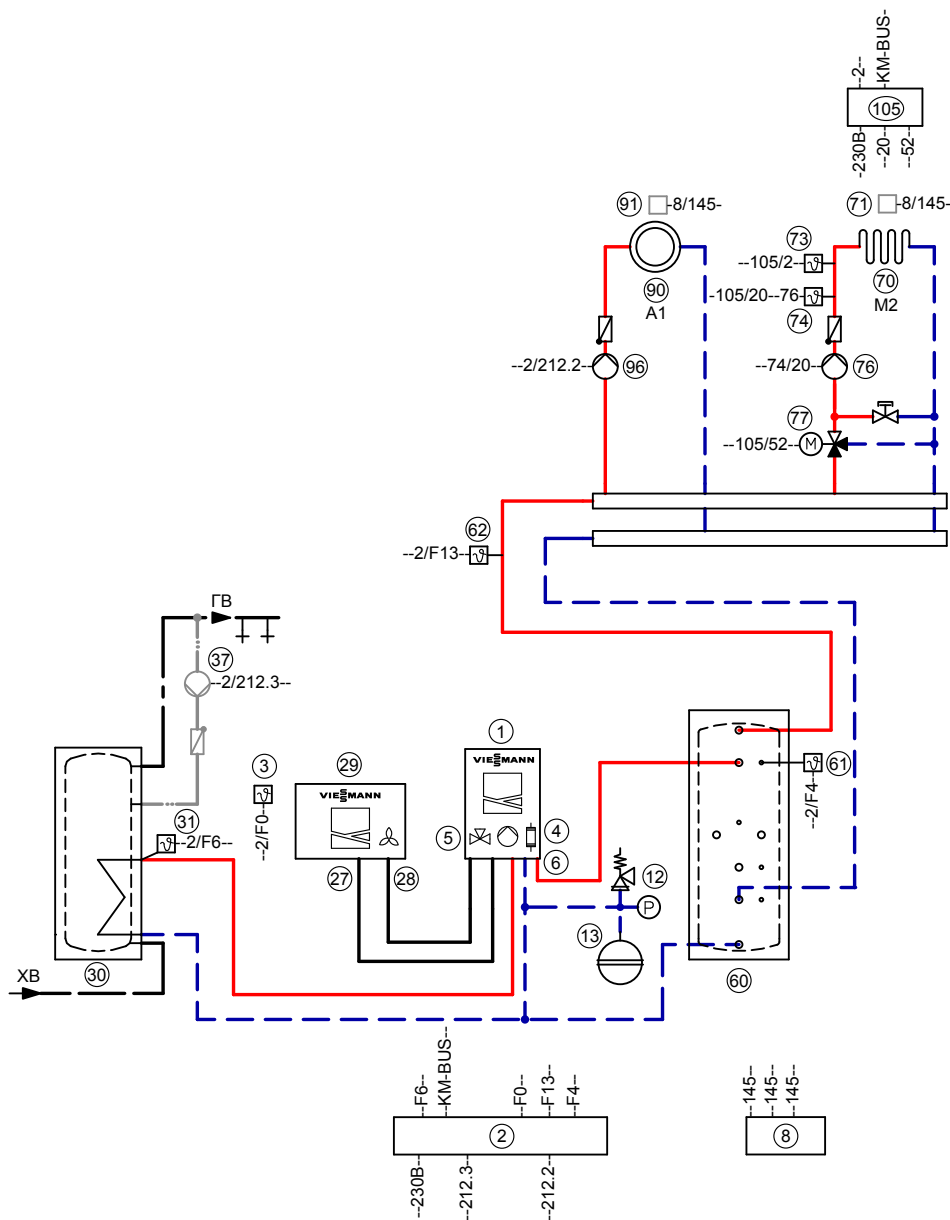 --2--
KM-BUS-
105
-230В-
--20--
--52--
91
-8/145-
71
-8/145-
73
--105/2--
90
A1
70
M2
-105/20--76-
74
--2/212.2--
96
--74/20--
76
77
--105/52--
M
62
--2/F13--
ГВ
37
--2/212.3--
1
VIESMANN
3
29
VIESMANN
61
--2/F0--
--2/F4--
31
--2/F6--
5
4
6
27
28
12
P
13
30
60
ХВ
--F6--
-KM-BUS-
--F0--
--F13--
--F4--
-145--
-145--
-145--
2
8
--230В-
--212.3--
--212.2--